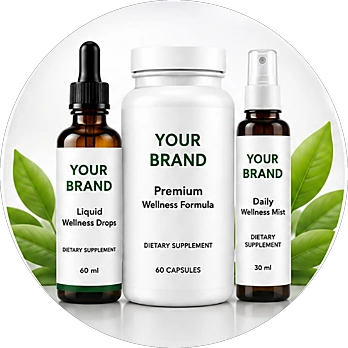 YOUR
BRAND
Liquid
Wellness Drops
DIETARY SUPPLEMENT
60 ml
YOUR
BRAND
Premium
Wellness Formula
DIETARY SUPPLEMENT
60 CAPSULES
YOUR
BRAND
Daily
Wellness Mist
DIETARY
SUPPLEMENT
30 ml